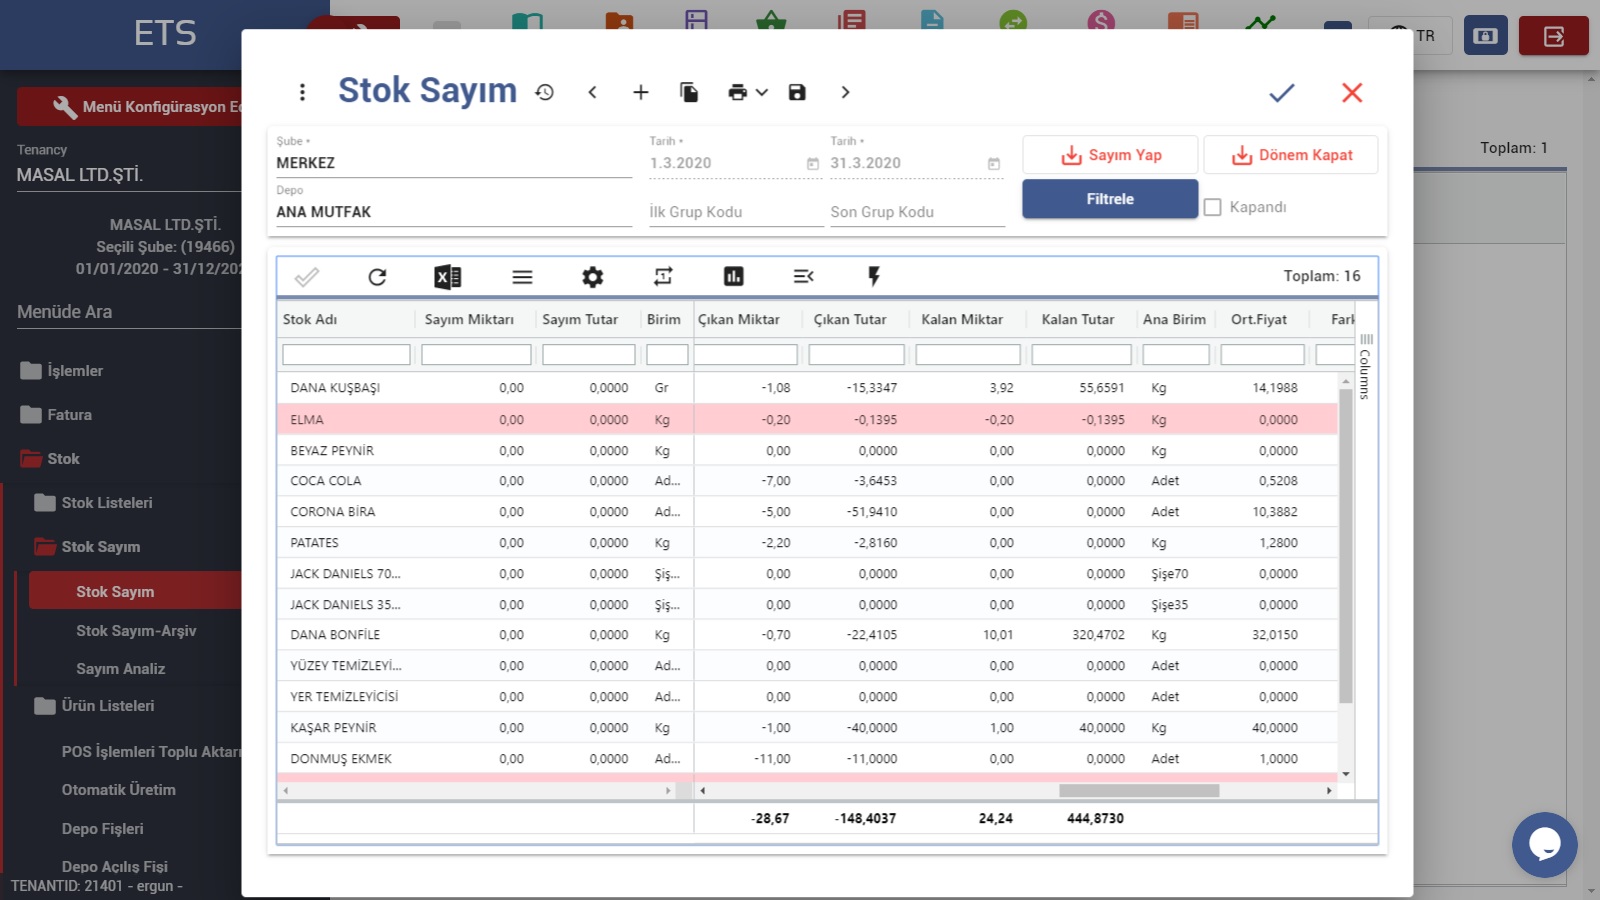 ETS
TR
Menü Konfigürasyon Ed
Tenancy
MASAL LTD.ŞTİ.
MASAL LTD.ŞTİ.
Seçili Şube: (19466)
01/01/2020 - 31/12/202
Menüde Ara
İşlemler
Fatura
Stok
Stok Listeleri
Stok Sayım
Stok Sayım
Stok Sayım-Arşiv
Sayım Analiz
Ürün Listeleri
POS İşlemleri Toplu Aktarı
Otomatik Üretim
Depo Fişleri
Depo Açılış Fişi
TENANTID: 21401 - ergun -
Toplam: 1
Stok Sayım
Şube • Tarih • Tarih •
MERKEZ 1.3.2020 31.3.2020
Sayım Yap Dönem Kapat
Depo
ANA MUTFAK İlk Grup Kodu Son Grup Kodu
Filtrele Kapandı
Toplam: 16
Stok Adı Sayım Miktarı Sayım Tutar Birim Çıkan Miktar Çıkan Tutar Kalan Miktar Kalan Tutar Ana Birim Ort.Fiyat Fark
Columns
DANA KUŞBAŞI 0,00 0,0000 Gr -1,08 -15,3347 3,92 55,6591 Kg 14,1988
ELMA 0,00 0,0000 Kg -0,20 -0,1395 -0,20 -0,1395 Kg 0,0000
BEYAZ PEYNİR 0,00 0,0000 Kg 0,00 0,0000 0,00 0,0000 Kg 0,0000
COCA COLA 0,00 0,0000 Ad... -7,00 -3,6453 0,00 0,0000 Adet 0,5208
CORONA BİRA 0,00 0,0000 Ad... -5,00 -51,9410 0,00 0,0000 Adet 10,3882
PATATES 0,00 0,0000 Kg -2,20 -2,8160 0,00 0,0000 Kg 1,2800
JACK DANIELS 70... 0,00 0,0000 Şiş... 0,00 0,0000 0,00 0,0000 Şişe70 0,0000
JACK DANIELS 35... 0,00 0,0000 Şiş... 0,00 0,0000 0,00 0,0000 Şişe35 0,0000
DANA BONFİLE 0,00 0,0000 Kg -0,70 -22,4105 10,01 320,4702 Kg 32,0150
YÜZEY TEMİZLEYİ... 0,00 0,0000 Ad... 0,00 0,0000 0,00 0,0000 Adet 0,0000
YER TEMİZLEYİCİSİ 0,00 0,0000 Ad... 0,00 0,0000 0,00 0,0000 Adet 0,0000
KAŞAR PEYNİR 0,00 0,0000 Kg -1,00 -40,0000 1,00 40,0000 Kg 40,0000
DONMUŞ EKMEK 0,00 0,0000 Ad... -11,00 -11,0000 0,00 0,0000 Adet 1,0000
-28,67 -148,4037 24,24 444,8730